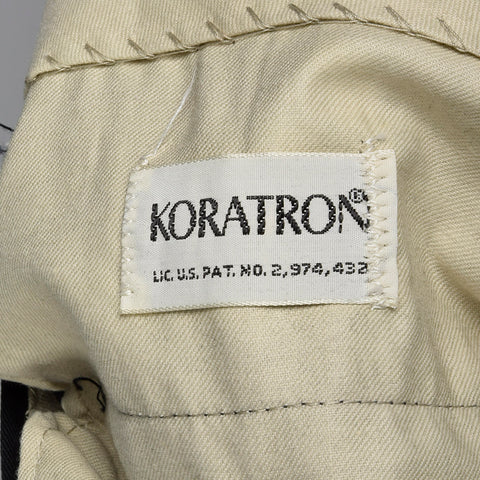 KORATRON®
LIC. U.S. PAT. NO. 2,974,432